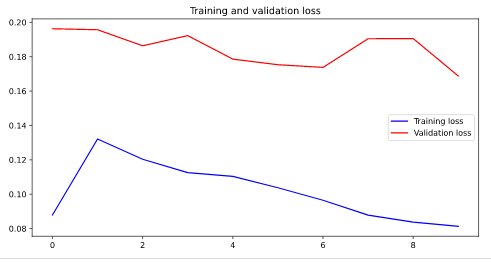 Training and validation loss
0.20
0.18
0.16
0.14
0.12
0.10
0.08
0 2 4 6 8
Training loss
Validation loss